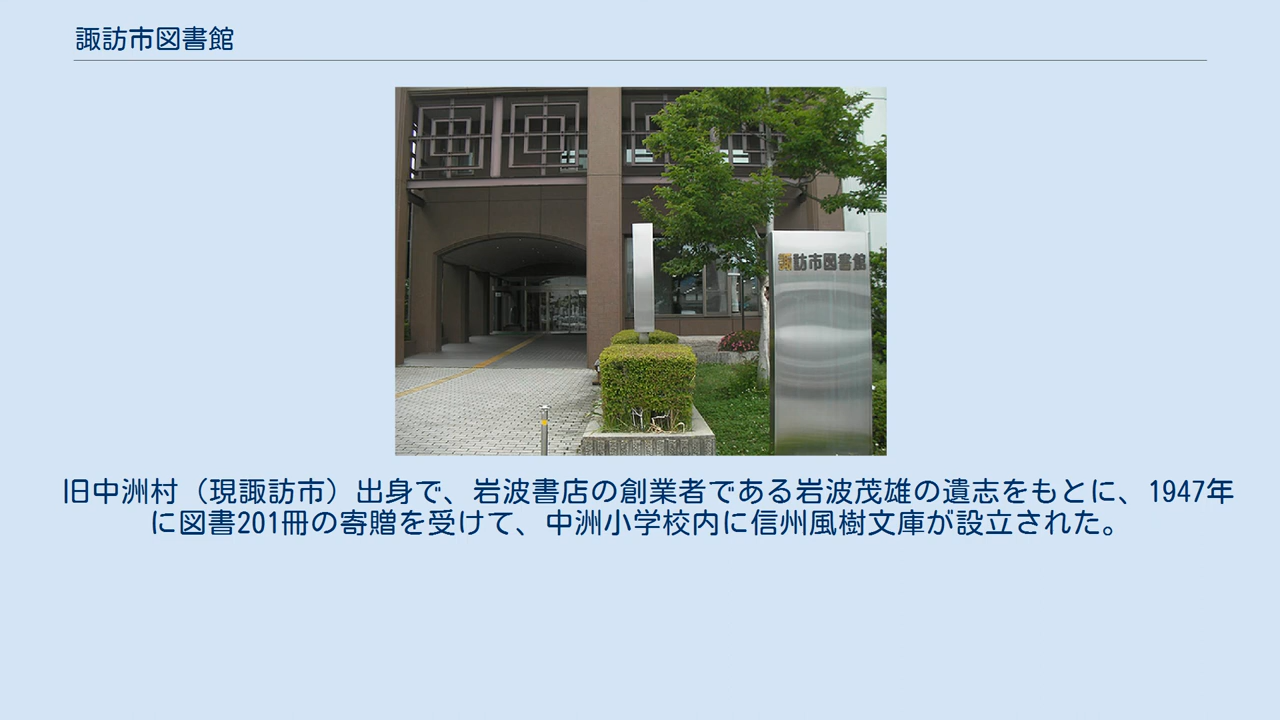 諏訪市図書館
諏訪市図書館
旧中洲村（現諏訪市）出身で、岩波書店の創業者である岩波茂雄の遺志をもとに、1947年
に図書201冊の寄贈を受けて、中洲小学校内に信州風樹文庫が設立された。